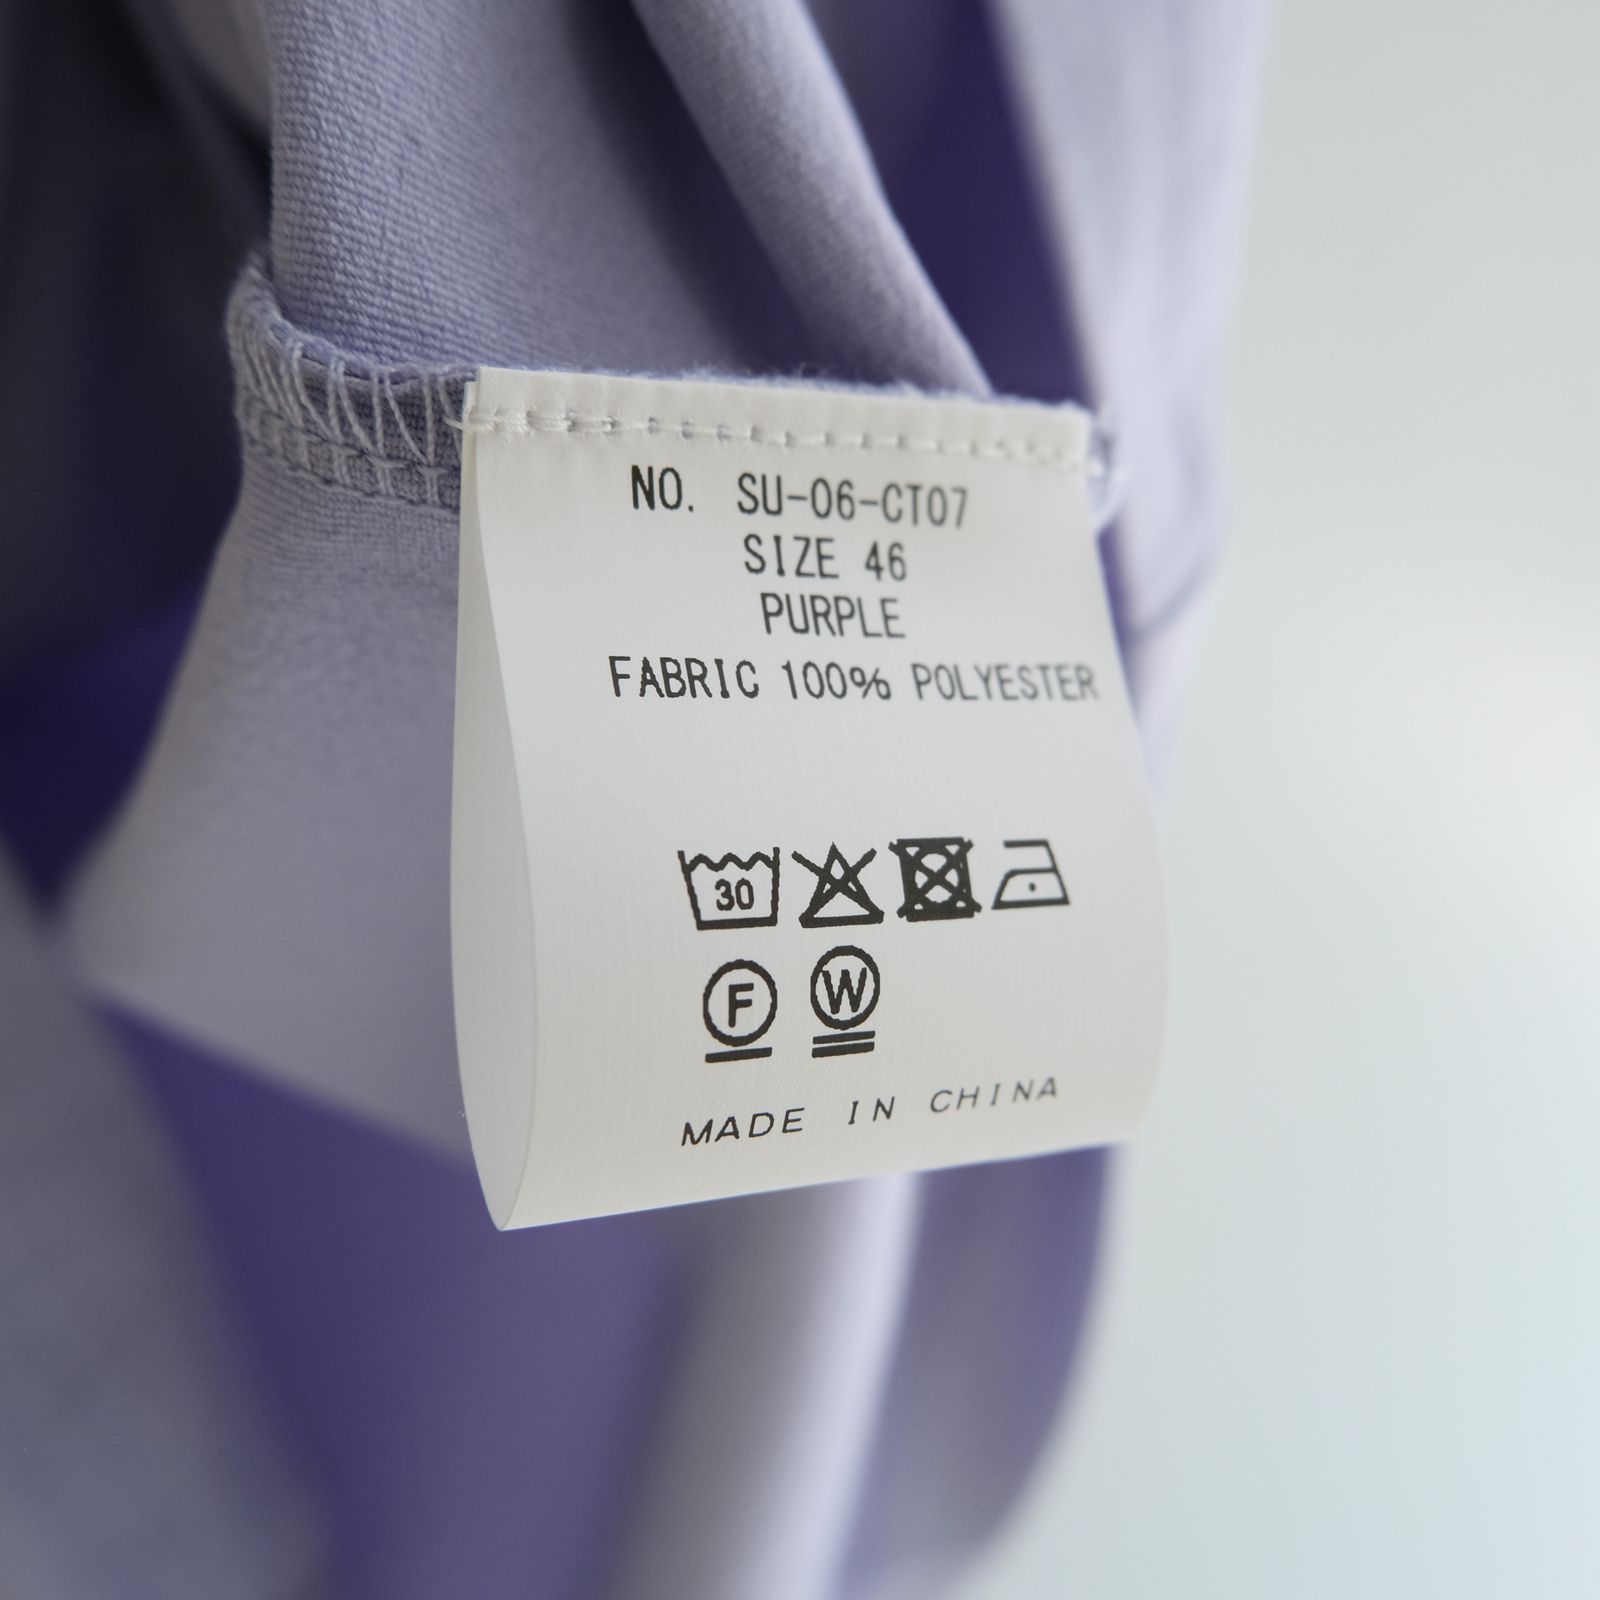 NO. SU-06-CT07
SIZE 46
PURPLE
FABRIC 100% POLYESTER
30
F W
MADE IN CHINA